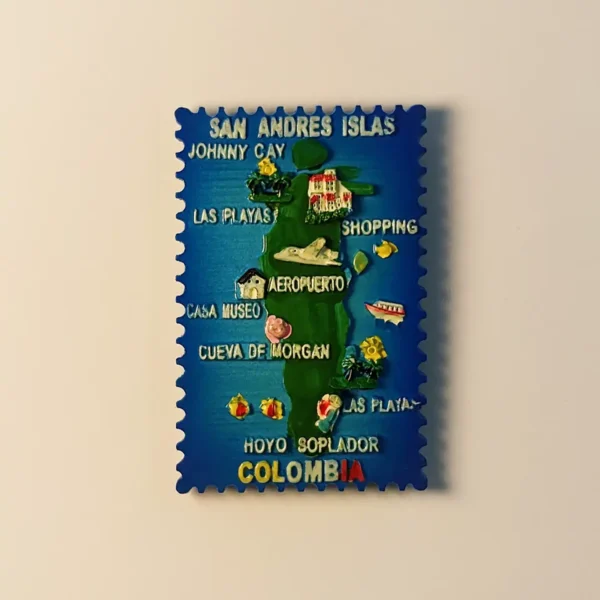 SAN ANDRES ISLAS
JOHNNY CAY
LAS PLAYAS
SHOPPING
AEROPUERTO
CASA MUSEO
CUEVA DE MORGAN
LAS PLAYAS
HOYO SOPLADOR
COLOMBIA